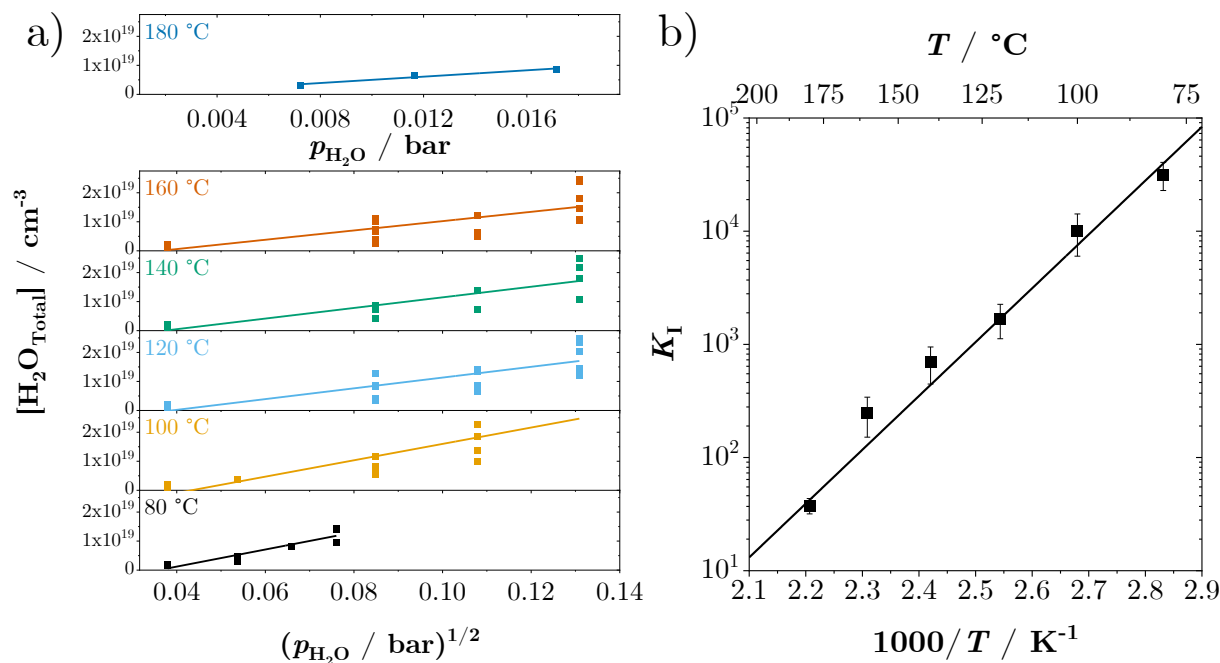 a)
[H₂O_Total] / cm⁻³
180 °C
2x10¹⁹
1x10¹⁹
0
0.004 0.008 0.012 0.016
p_H₂O / bar
160 °C
2x10¹⁹
1x10¹⁹
0
140 °C
2x10¹⁹
1x10¹⁹
0
120 °C
2x10¹⁹
1x10¹⁹
0
100 °C
2x10¹⁹
1x10¹⁹
0
80 °C
2x10¹⁹
1x10¹⁹
0
0.04 0.06 0.08 0.10 0.12 0.14
(p_H₂O / bar)¹/²
b)
T / °C
200 175 150 125 100 75
K_I
10⁵
10⁴
10³
10²
10¹
2.1 2.2 2.3 2.4 2.5 2.6 2.7 2.8 2.9
1000/T / K⁻¹